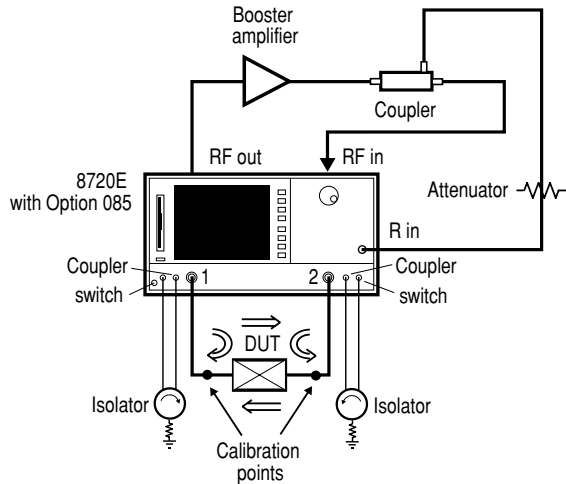 Booster
amplifier
Coupler
RF out
RF in
8720E
with Option 085
Attenuator
R in
Coupler
switch
1
2
Coupler
switch
DUT
Isolator
Isolator
Calibration
points